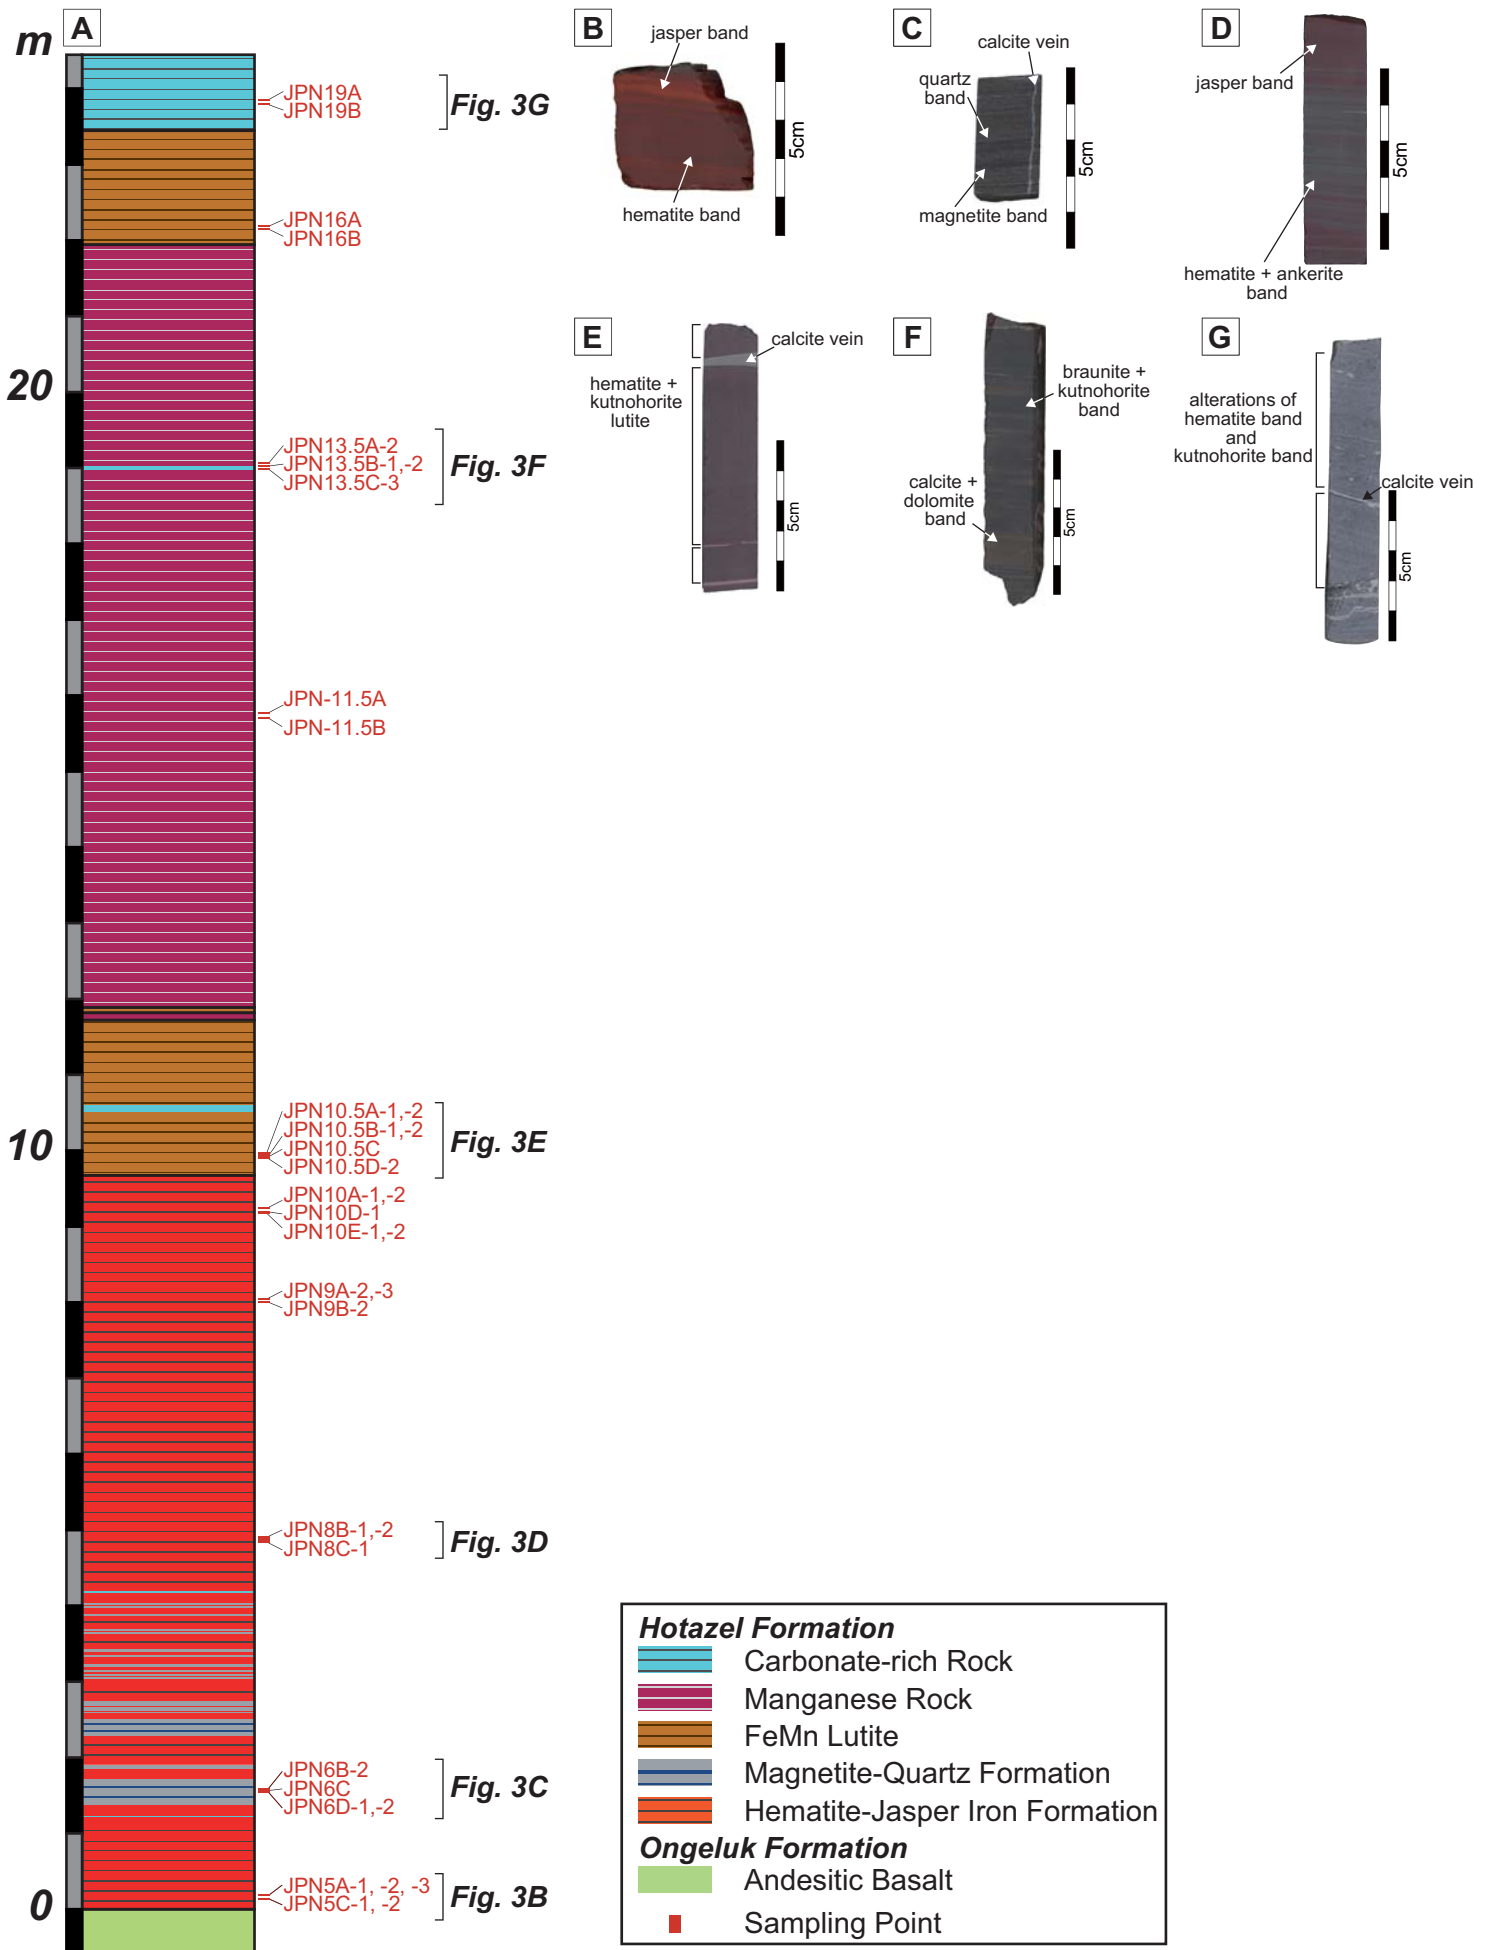 m
A
JPN19A
JPN19B
Fig. 3G
JPN16A
JPN16B
20
JPN13.5A-2
JPN13.5B-1,-2
JPN13.5C-3
Fig. 3F
JPN-11.5A
JPN-11.5B
10
JPN10.5A-1,-2
JPN10.5B-1,-2
JPN10.5C
JPN10.5D-2
Fig. 3E
JPN10A-1,-2
JPN10D-1
JPN10E-1,-2
JPN9A-2,-3
JPN9B-2
JPN8B-1,-2
JPN8C-1
Fig. 3D
JPN6B-2
JPN6C
JPN6D-1,-2
Fig. 3C
JPN5A-1, -2, -3
JPN5C-1, -2
Fig. 3B
0
B
jasper band
hematite band
5cm
C
calcite vein
quartz
band
magnetite band
5cm
D
jasper band
hematite + ankerite
band
5cm
E
calcite vein
hematite +
kutnohorite
lutite
5cm
F
braunite +
kutnohorite
band
calcite +
dolomite
band
5cm
G
alterations of
hematite band
and
kutnohorite band
calcite vein
5cm
Hotazel Formation
Carbonate-rich Rock
Manganese Rock
FeMn Lutite
Magnetite-Quartz Formation
Hematite-Jasper Iron Formation
Ongeluk Formation
Andesitic Basalt
Sampling Point